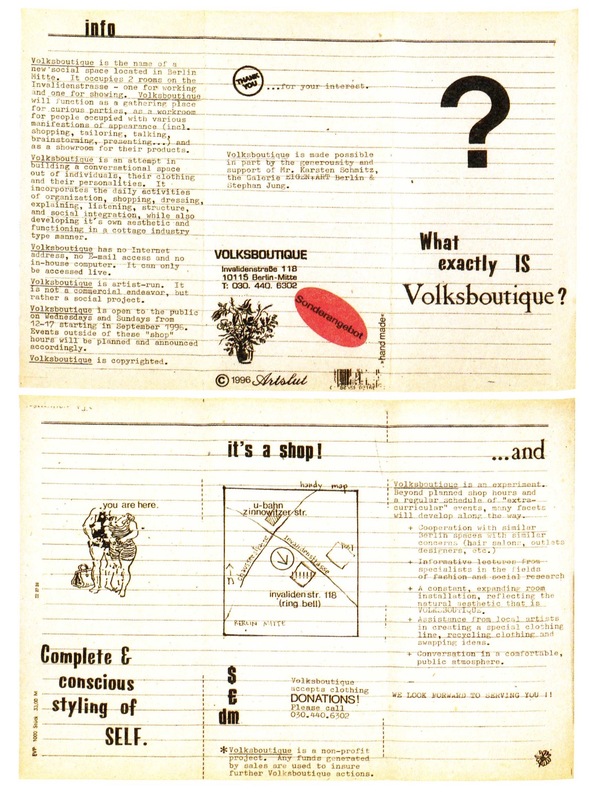 info
Volksboutique is the name of a
new social space located in Berlin
Mitte. It occupies 2 rooms on the
Invalidenstrasse - one for working
and one for showing. Volksboutique
will function as a gathering place
for curious parties, as a workroom
for people occupied with various
manifestions of appearance (incl.
shopping, tailoring, talking,
brainstorming, presenting...) and
as a showroom for their products.
Volksboutique is an attempt in
building a conversational space
out of individuals, their clothing
and their personalities. It
incorporates the daily activities
of organization, shopping, dressing,
explaining, listening, structure,
and social integration, while also
developing it's own aesthetic and
functioning in a cottage industry
type manner.
Volksboutique has no Internet
address, no E-mail access and no
in-house computer. It can only
be accessed live.
Volksboutique is artist-run. It
is not a commercial endeavor, but
rather a social project.
Volksboutique is open to the public
on Wednesdays and Sundays from
12-17 starting in September 1996.
Events outside of these "shop"
hours will be planned and announced
accordingly.
Volksboutique is copyrighted.
THANK
YOU
...for your interest.
Volksboutique is made possible
in part by the generousity and
support of Mr. Karsten Schmitz,
the Galerie EIGEN+ART Berlin &
Stephan Jung.
VOLKSBOUTIQUE
Invalidenstraße 118
10115 Berlin-Mitte
T: 030. 440. 6302
Sonderangebot
»handmade«
© 1996 Artslut
?
What
exactly IS
Volksboutique?
it's a shop!
...and
you are here.
Complete &
conscious
styling of
SELF.
handy map
u-bahn
zinnowitzer str.
invalidenstr. 118
(ring bell)
BERLIN MITTE
$
£
dm
Volksboutique
accepts clothing
DONATIONS!
Please call
030.440.6302
*Volksboutique is a non-profit
project. Any funds generated
by sales are used to insure
further Volksboutique actions.
Volksboutique is an experiment.
Beyond planned shop hours and
a regular schedule of "extra-
curricular" events, many facets
will develop along the way.
+ Cooperation with similar
Berlin spaces with similar
concerns (hair salons, outlets
designers, etc.)
+ Informative lectures from
specialists in the fields
of fashion and social research
+ A constant, expanding room
installation, reflecting the
natural aesthetic that is
VOLKSBOUTIQUE.
+ Assistance from local artists
in creating a special clothing
line, recycling clothing and
swapping ideas.
+ Conversation in a comfortable,
public atmosphere.
WE LOOK FORWARD TO SERVING YOU !!